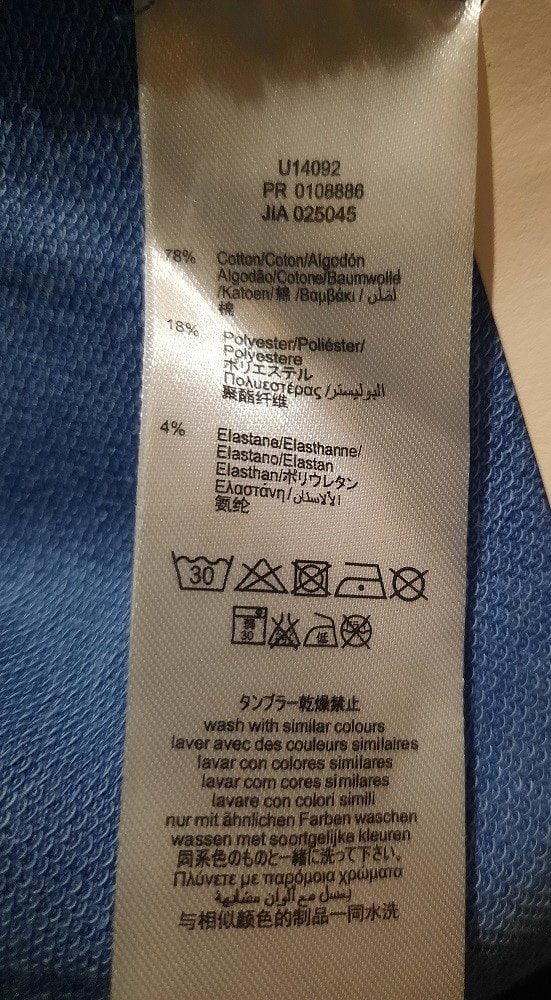 U14092
PR 0108886
JIA 025045
78% Cotton/Coton/Algodón
Algodão/Cotone/Baumwolle
/Katoen/綿 /Βαμβάκι / قطن
棉
18% Polyester/Poliéster/
Polyestere
ポリエステル
Πολυεστέρας /البوليستر
聚酯纤维
4% Elastane/Elasthanne/
Elastano/Elastan
Elasthan/ポリウレタン
Ελαστάνη/الألاستان
氨纶
30
弱
30 低
タンブラー乾燥禁止
wash with similar colours
laver avec des couleurs similaires
lavar con colores similares
lavar com cores similares
lavare con colori simili
nur mit ähnlichen Farben waschen
wassen met soortgelijke kleuren
同系色のものと一緒に洗って下さい。
Πλύνετε με παρόμοια χρώματα
يغسل مع ألوان مشابهة
与相似颜色的制品一同水洗